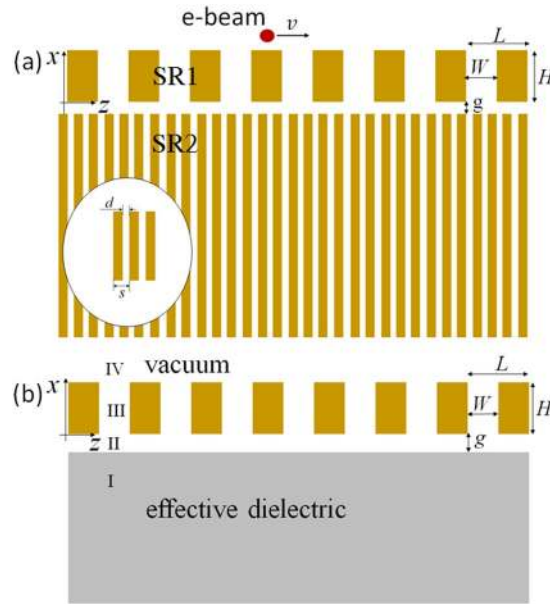 e-beam
v
(a)
x
SR1
L
W
H
z
g
SR2
d
s
IV
vacuum
(b)
x
III
L
W
H
z
II
g
I
effective dielectric